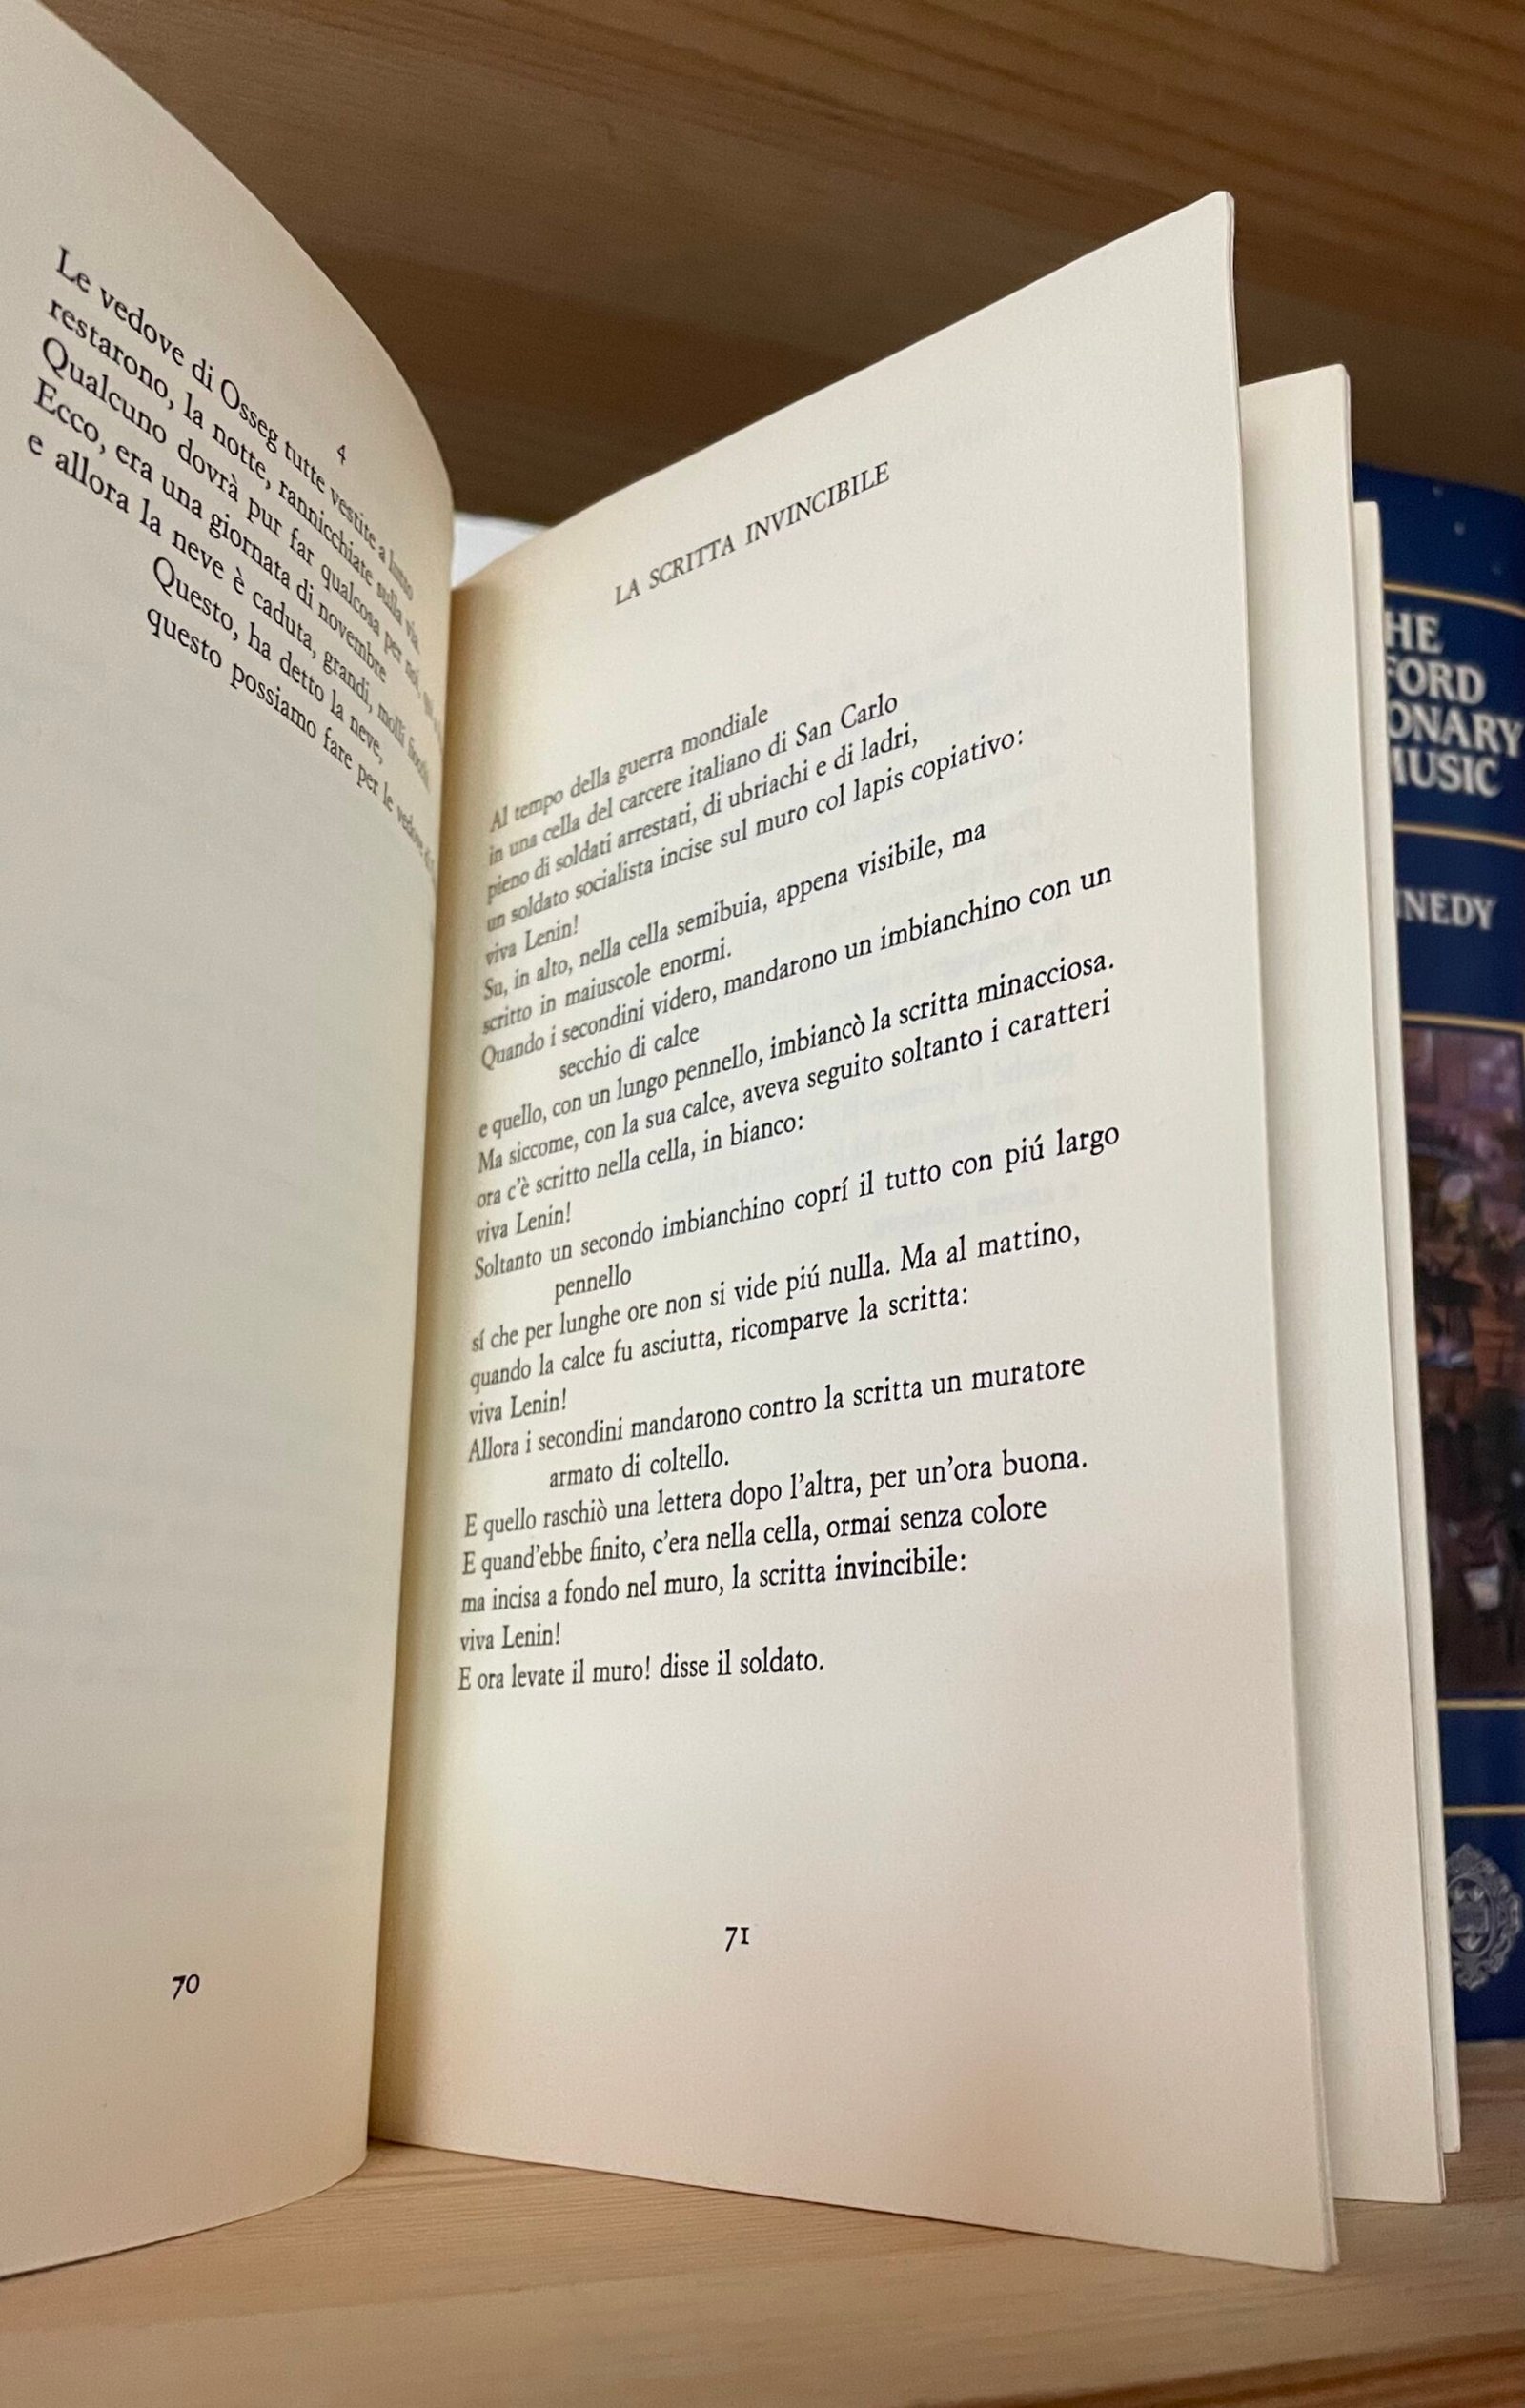 4
Le vedove di Osseg tutte vestite a lutto
restarono, la notte, rannicchiate sulla via.
Qualcuno dovrà pur far qualcosa per noi,
Ecco, era una giornata di novembre
e allora la neve è caduta, grandi, molli fiocchi
Questo, ha detto la neve,
questo possiamo fare per le vedove
70
LA SCRITTA INVINCIBILE
Al tempo della guerra mondiale
in una cella del carcere italiano di San Carlo
pieno di soldati arrestati, di ubriachi e di ladri,
un soldato socialista incise sul muro col lapis copiativo:
viva Lenin!
Su, in alto, nella cella semibuia, appena visibile, ma
scritto in maiuscole enormi.
Quando i secondini videro, mandarono un imbianchino con un
secchio di calce
e quello, con un lungo pennello, imbiancò la scritta minacciosa.
Ma siccome, con la sua calce, aveva seguito soltanto i caratteri
ora c'è scritto nella cella, in bianco:
viva Lenin!
Soltanto un secondo imbianchino coprí il tutto con piú largo
pennello
sí che per lunghe ore non si vide piú nulla. Ma al mattino,
quando la calce fu asciutta, ricomparve la scritta:
viva Lenin!
Allora i secondini mandarono contro la scritta un muratore
armato di coltello.
E quello raschiò una lettera dopo l'altra, per un'ora buona.
E quand'ebbe finito, c'era nella cella, ormai senza colore
ma incisa a fondo nel muro, la scritta invincibile:
viva Lenin!
E ora levate il muro! disse il soldato.
71
HE
FORD
ONARY
MUSIC
NEDY